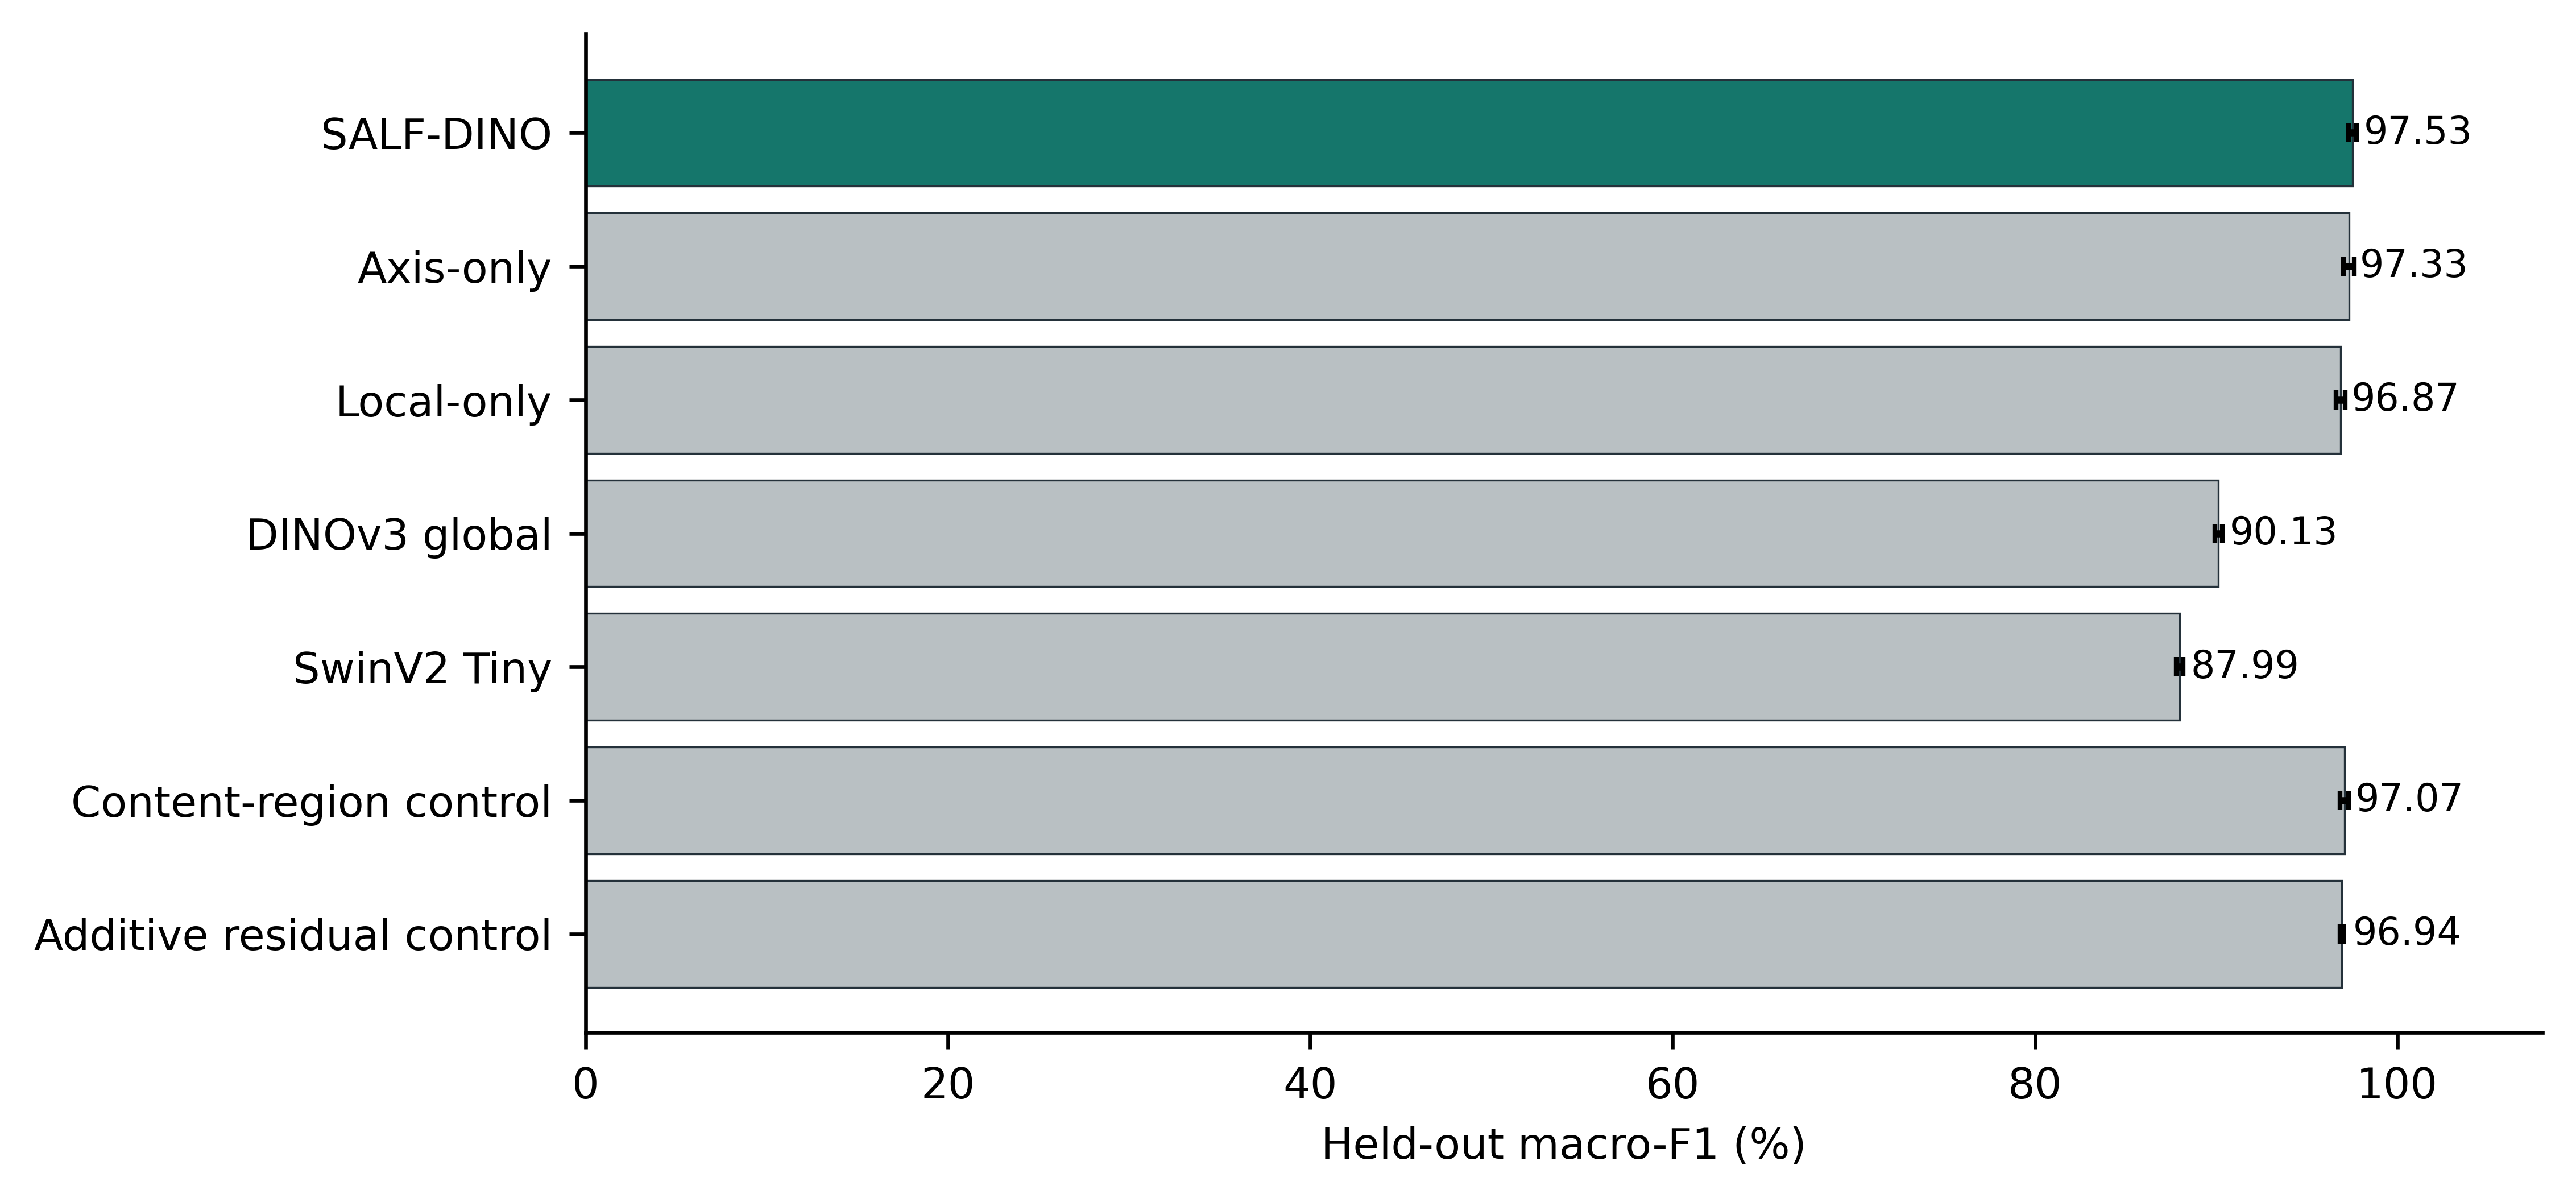 SALF-DINO 97.53
Axis-only 97.33
Local-only 96.87
DINOv3 global 90.13
SwinV2 Tiny 87.99
Content-region control 97.07
Additive residual control 96.94
0 20 40 60 80 100
Held-out macro-F1 (%)